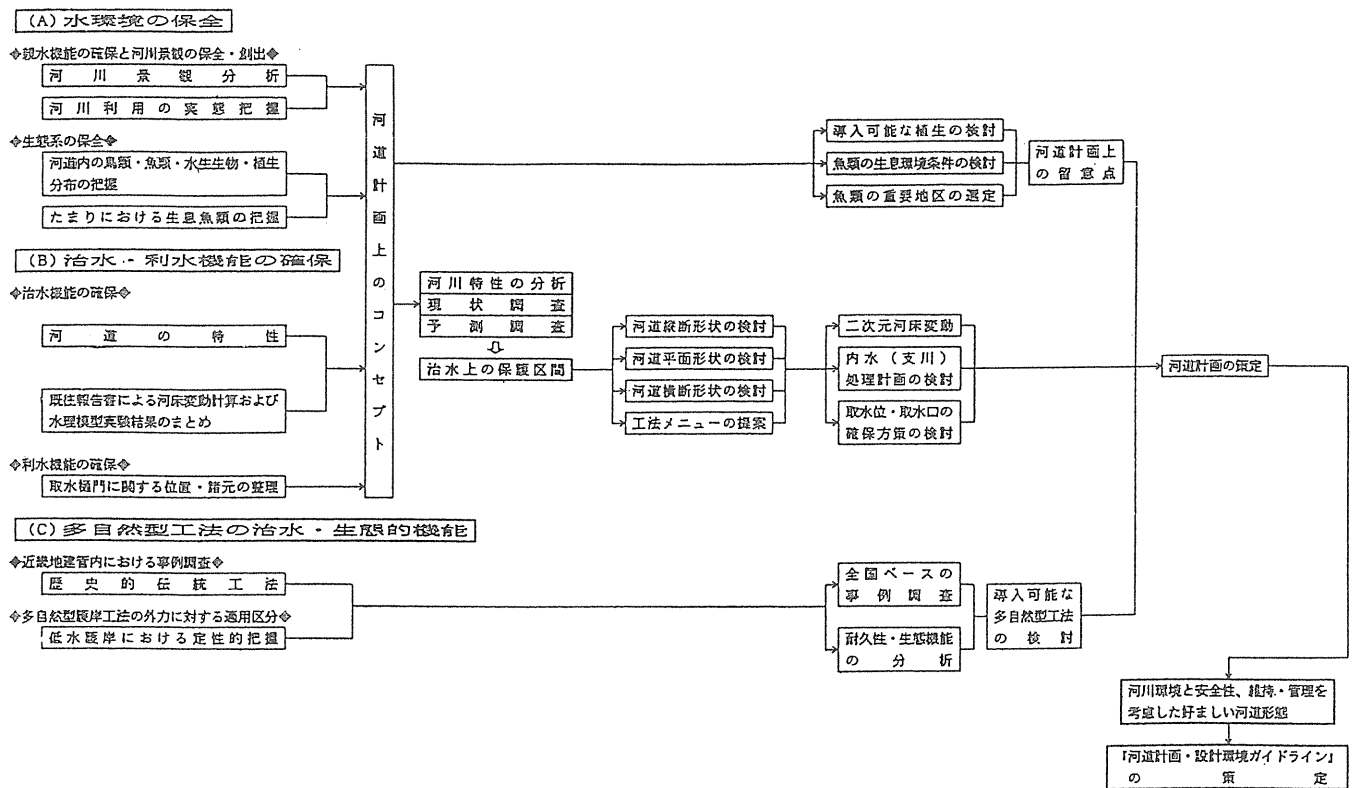 (A)水環境の保全
◈親水機能の確保と河川景観の保全・創出◈
河川景観分析
河川利用の実態把握
◈生態系の保全◈
河道内の鳥類・魚類・水生生物・植生
分布の把握
たまりにおける生息魚類の把握
(B)治水・利水機能の確保
◈治水機能の確保◈
河道の特性
既往報告書による河床変動計算および
水理模型実験結果のまとめ
◈利水機能の確保◈
取水樋門に関する位置・諸元の整理
(C)多自然型工法の治水・生態的機能
◈近畿地建管内における事例調査◈
歴史的伝統工法
◈多自然型護岸工法の外力に対する適用区分◈
低水護岸における定性的把握
河道計画上のコンセプト
河川特性の分析
現状調査
予測調査
治水上の保護区間
河道縦断形状の検討
河道平面形状の検討
河道横断形状の検討
工法メニューの提案
導入可能な植生の検討
魚類の生息環境条件の検討
魚類の重要地区の選定
河道計画上
の留意点
二次元河床変動
内水(支川)
処理計画の検討
取水位・取水口の
確保方策の検討
全国ベースの
事例調査
耐久性・生態機能
の分析
導入可能な
多自然型工法
の検討
河道計画の策定
河川環境と安全性、維持・管理を
考慮した好ましい河道形態
『河道計画・設計環境ガイドライン』
の策定